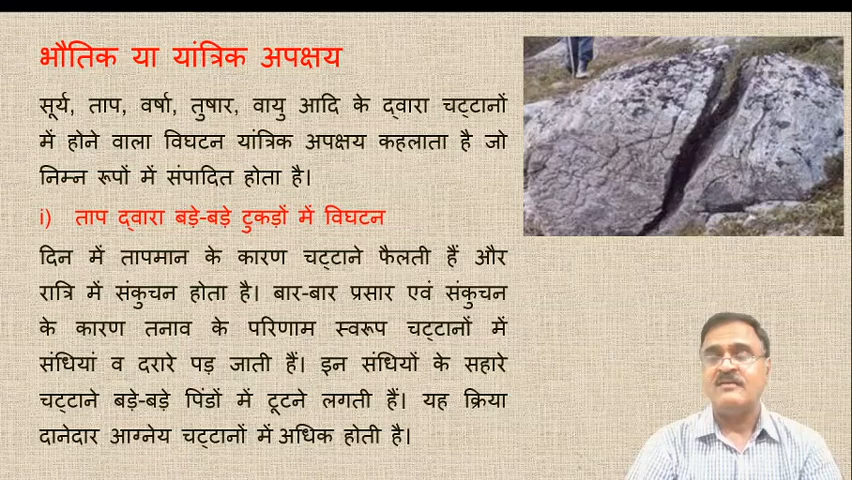 भौतिक या यांत्रिक अपक्षय
सूर्य, ताप, वर्षा, तुषार, वायु आदि के द्वारा चट्टानों
में होने वाला विघटन यांत्रिक अपक्षय कहलाता है जो
निम्न रूपों में संपादित होता है।
i) ताप द्वारा बड़े-बड़े टुकड़ों में विघटन
दिन में तापमान के कारण चट्टाने फैलती हैं और
रात्रि में संकुचन होता है। बार-बार प्रसार एवं संकुचन
के कारण तनाव के परिणाम स्वरूप चट्टानों में
संधियां व दरारे पड़ जाती हैं। इन संधियों के सहारे
चट्टाने बड़े-बड़े पिंडों में टूटने लगती हैं। यह क्रिया
दानेदार आग्नेय चट्टानों में अधिक होती है।